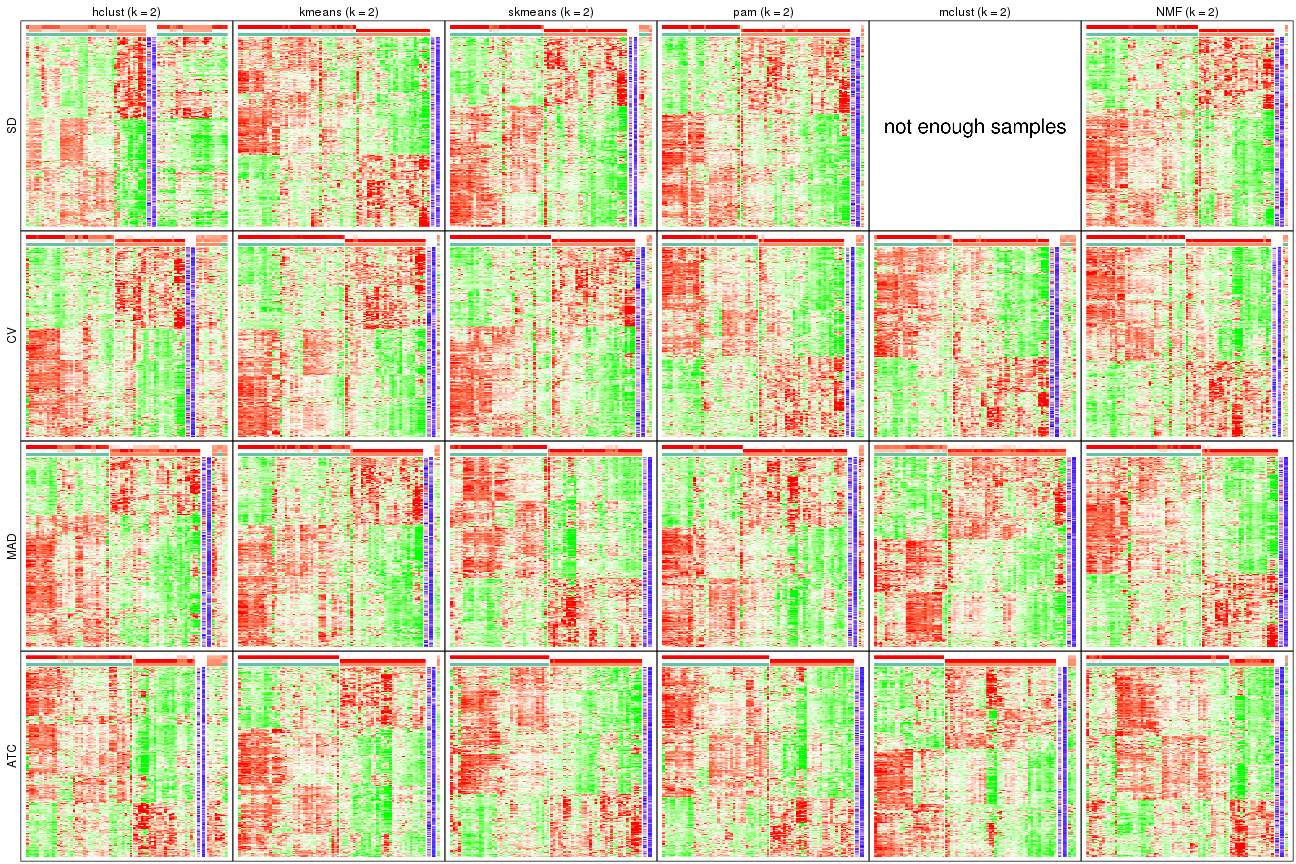 hclust (k = 2) kmeans (k = 2) skmeans (k = 2) pam (k = 2) mclust (k = 2) NMF (k = 2)
SD
not enough samples
CV
MAD
ATC